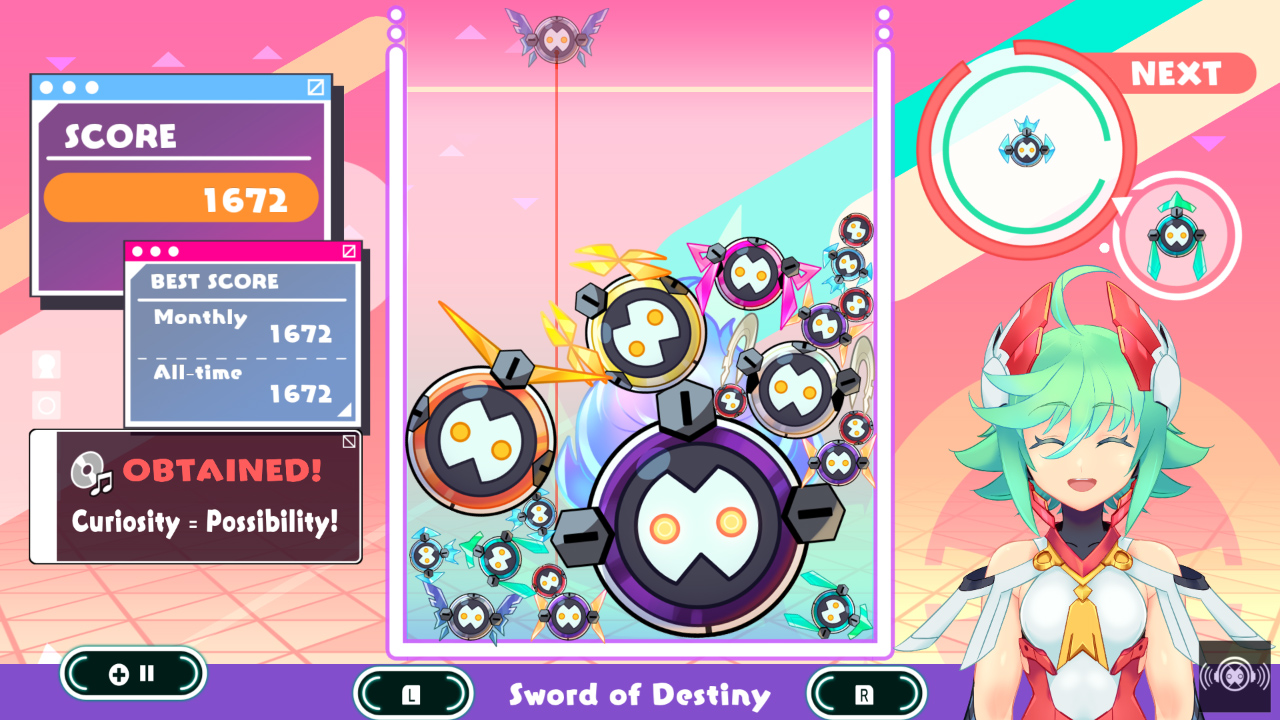 SCORE
1672
BEST SCORE
Monthly
1672
All-time
1672
OBTAINED!
Curiosity = Possibility!
NEXT
L
Sword of Destiny
R